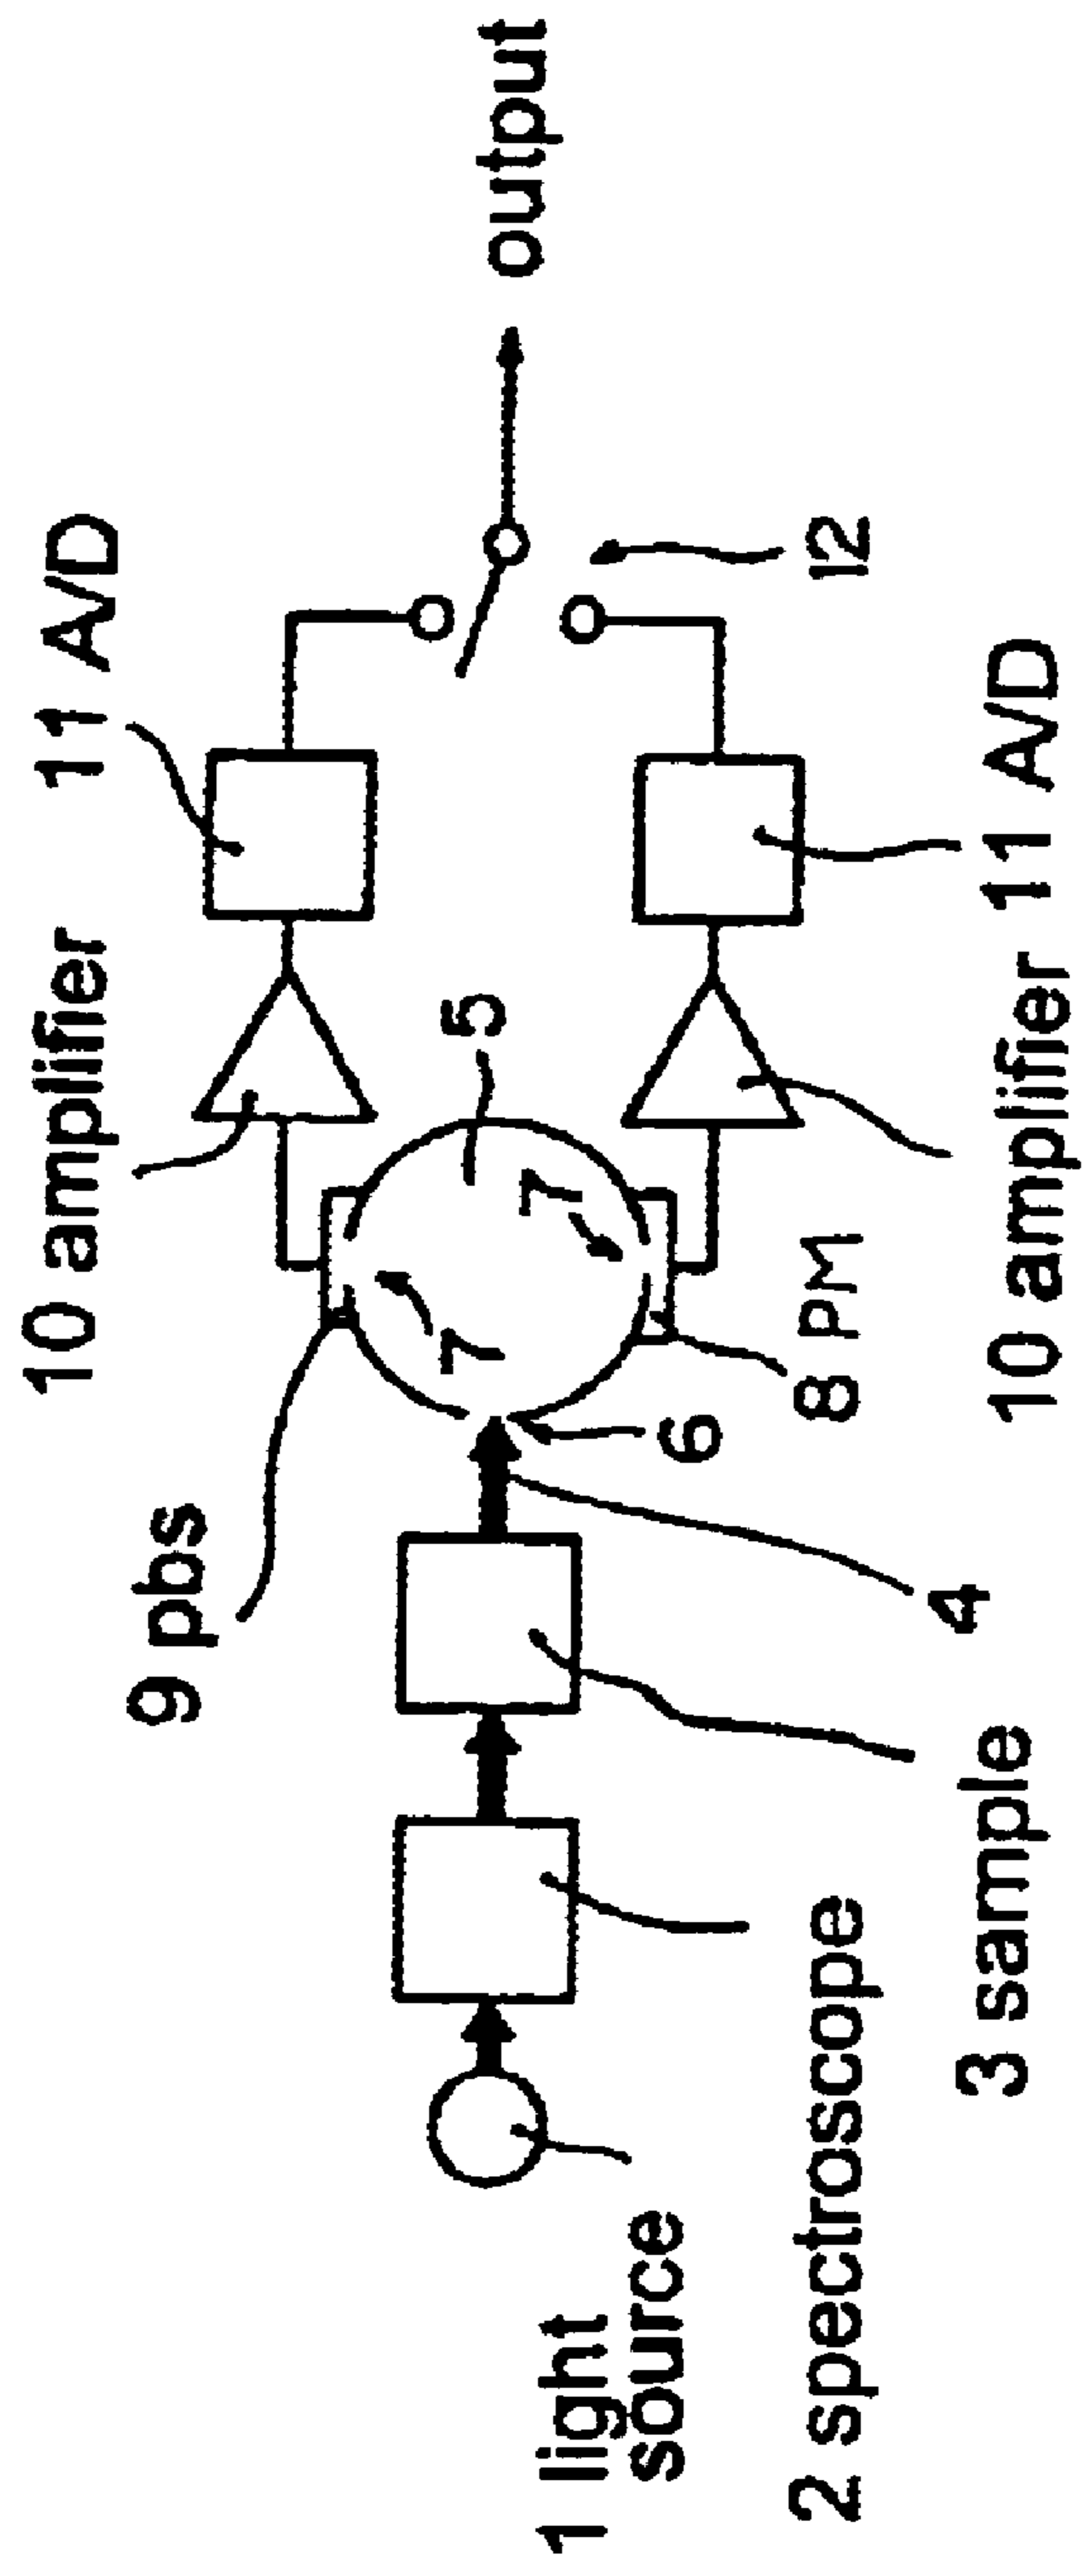 10 amplifier
11 A/D
9 pbs
5
7
7
output
1 light
source
6
8 PM
12
2 spectroscope
4
3 sample
10 amplifier
11 A/D